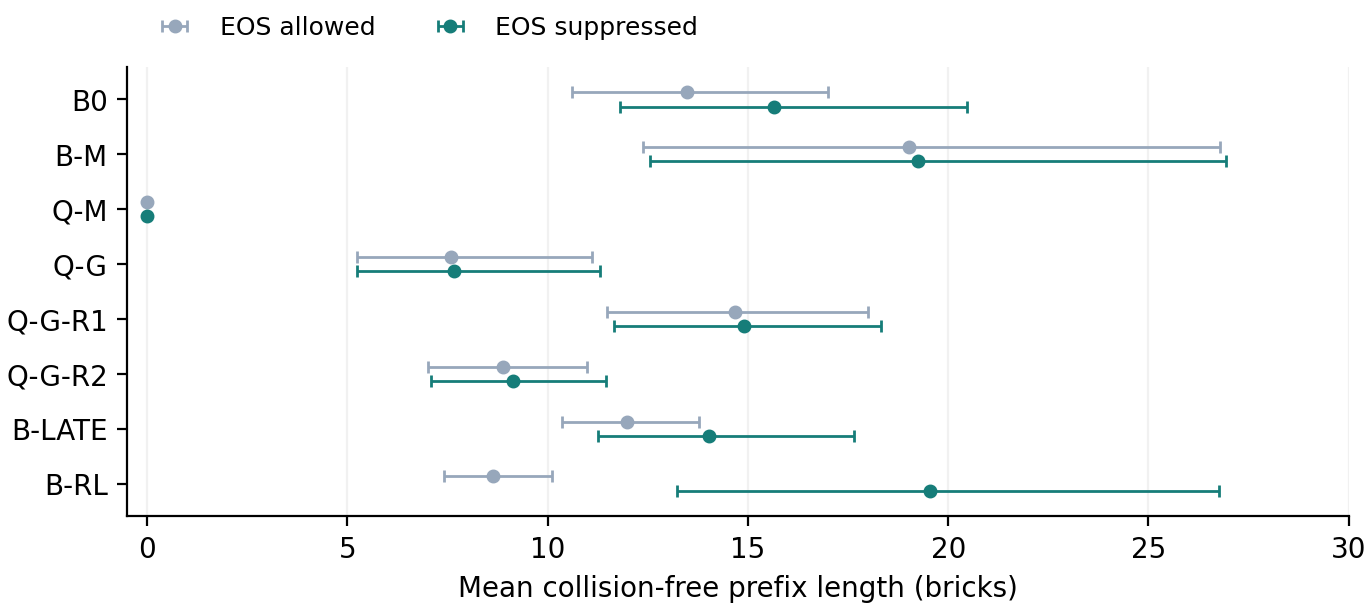 EOS allowed
EOS suppressed
B0
B-M
Q-M
Q-G
Q-G-R1
Q-G-R2
B-LATE
B-RL
0 5 10 15 20 25 30
Mean collision-free prefix length (bricks)